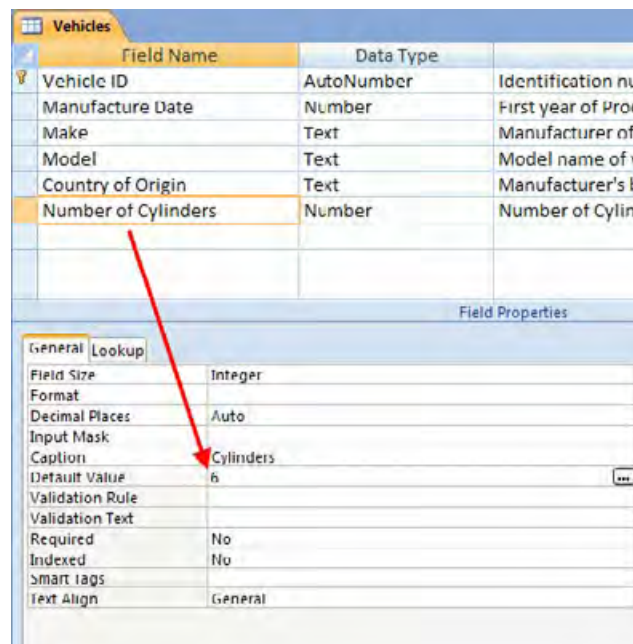 Vehicles
Field Name Data Type
Vehicle ID AutoNumber Identification nu
Manufacture Date Number First year of Proc
Make Text Manufacturer of
Model Text Model name of
Country of Origin Text Manufacturer's
Number of Cylinders Number Number of Cylin
Field Properties
General Lookup
Field Size Integer
Format
Decimal Places Auto
Input Mask
Caption Cylinders
Default Value 6 ...
Validation Rule
Validation Text
Required No
Indexed No
Smart Tags
Text Align General